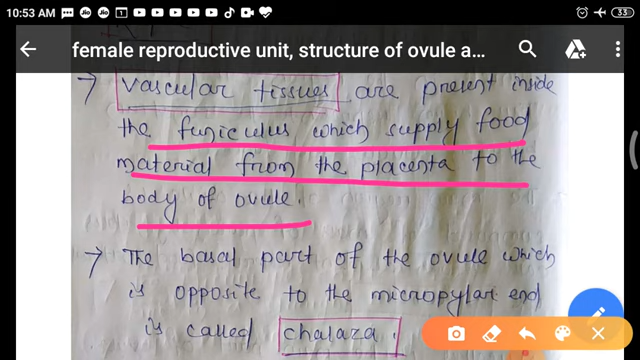 10:53 AM
33
female reproductive unit, structure of ovule a...
→ vascular tissues are present inside
the funiculus which supply food
material from the placenta to the
body of ovule.
→ The basal part of the ovule which
is opposite to the micropylar end
is called chalaza.